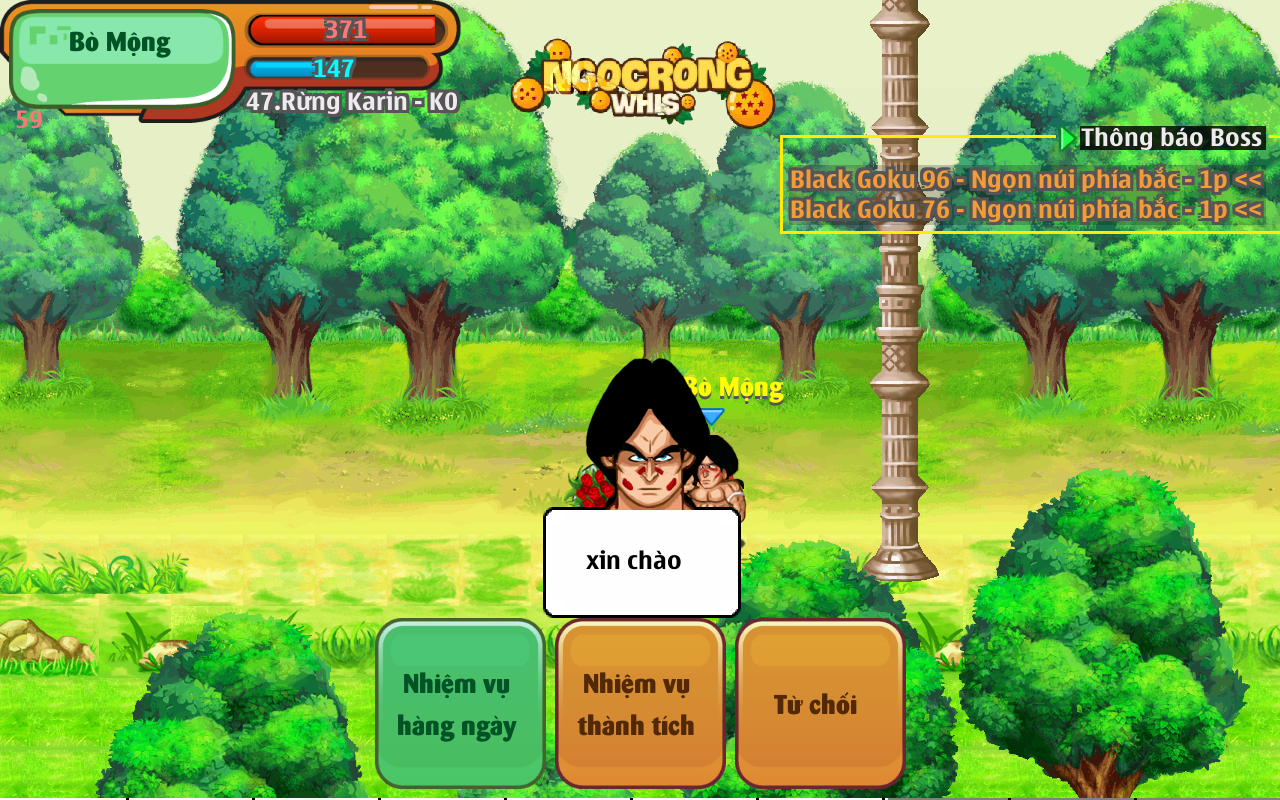 Bò Mộng
371
147
47.Rừng Karin - K0
59
NGOCRONG
WHIS
Thông báo Boss
Black Goku 96 - Ngọn núi phía bắc - 1p <<
Black Goku 76 - Ngọn núi phía bắc - 1p <<
Bò Mộng
xin chào
Nhiệm vụ
hàng ngày
Nhiệm vụ
thành tích
Từ chối